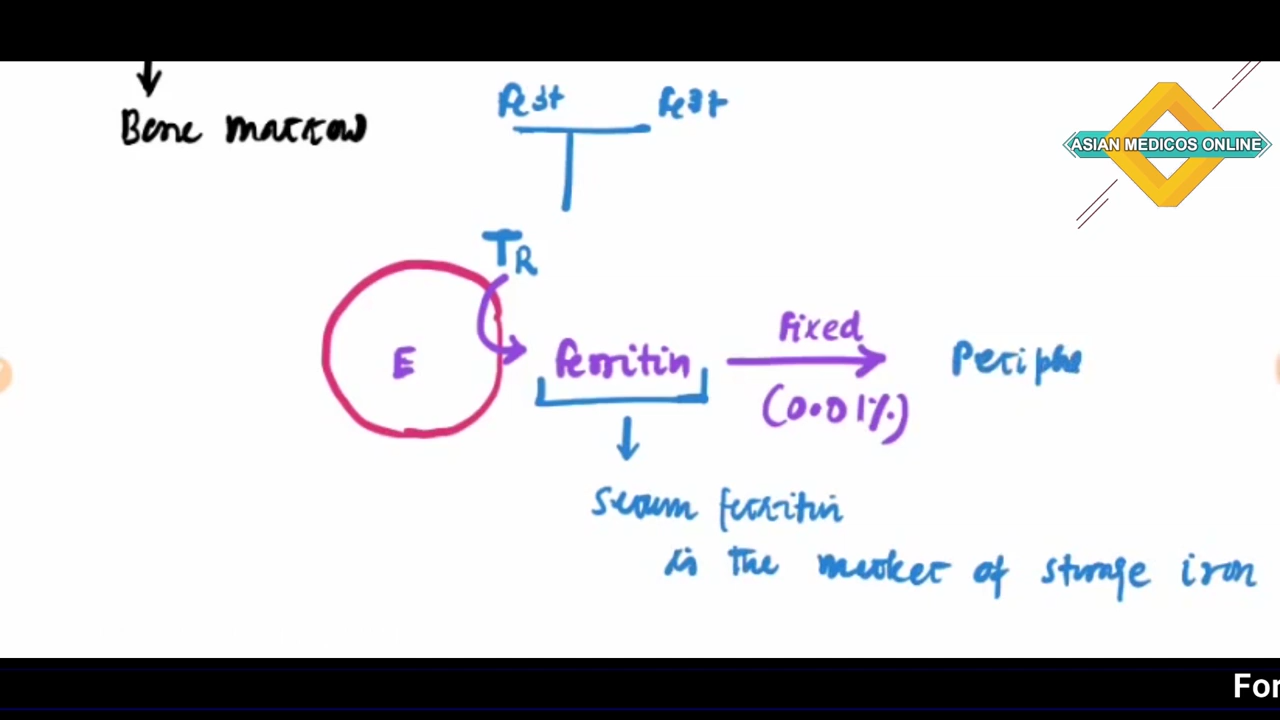 Fe3+ Fe3+
Bone marrow
ASIAN MEDICOS ONLINE
TR
Fixed
E
Ferritin
Periphe
(0.01%)
Serum ferritin
is the marker of storage iron
For